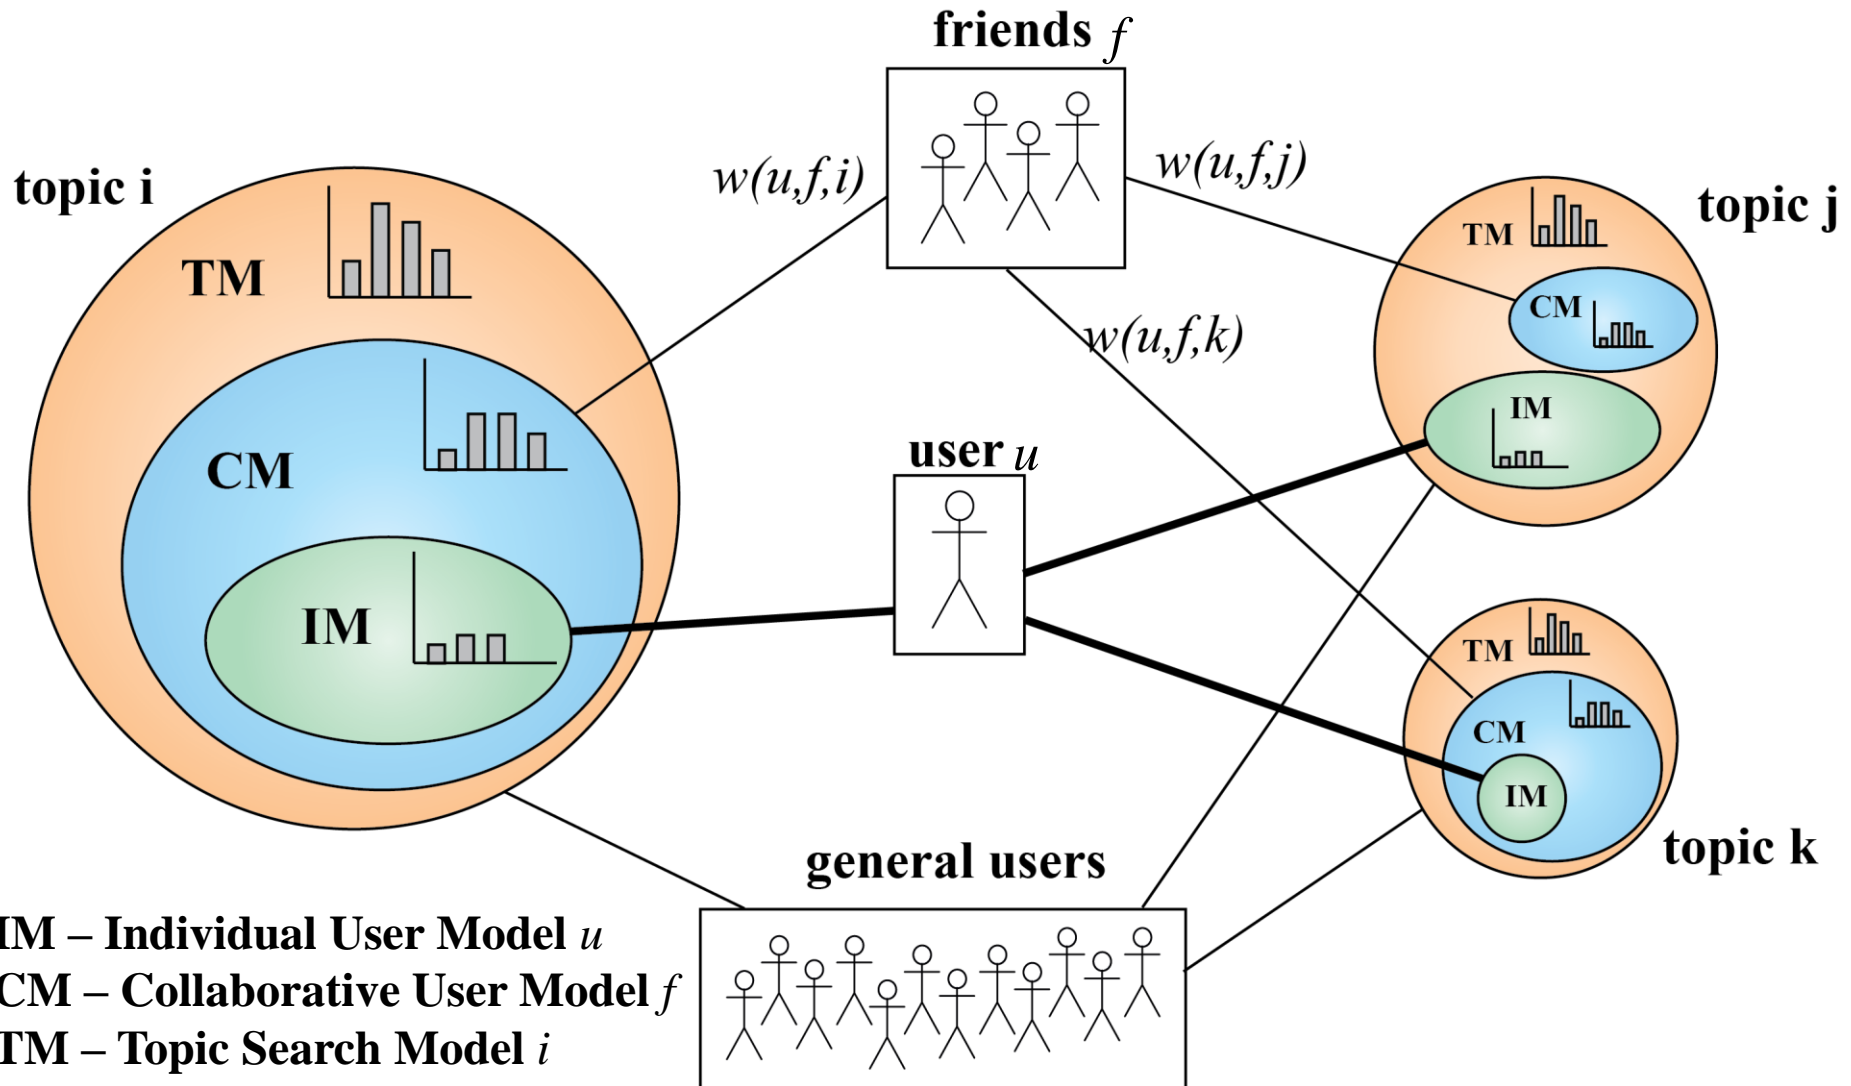 friends f
w(u,f,i)
w(u,f,j)
topic i
topic j
TM
TM
CM
w(u,f,k)
IM
user u
CM
IM
TM
CM
IM
topic k
general users
IM – Individual User Model u
CM – Collaborative User Model f
TM – Topic Search Model i